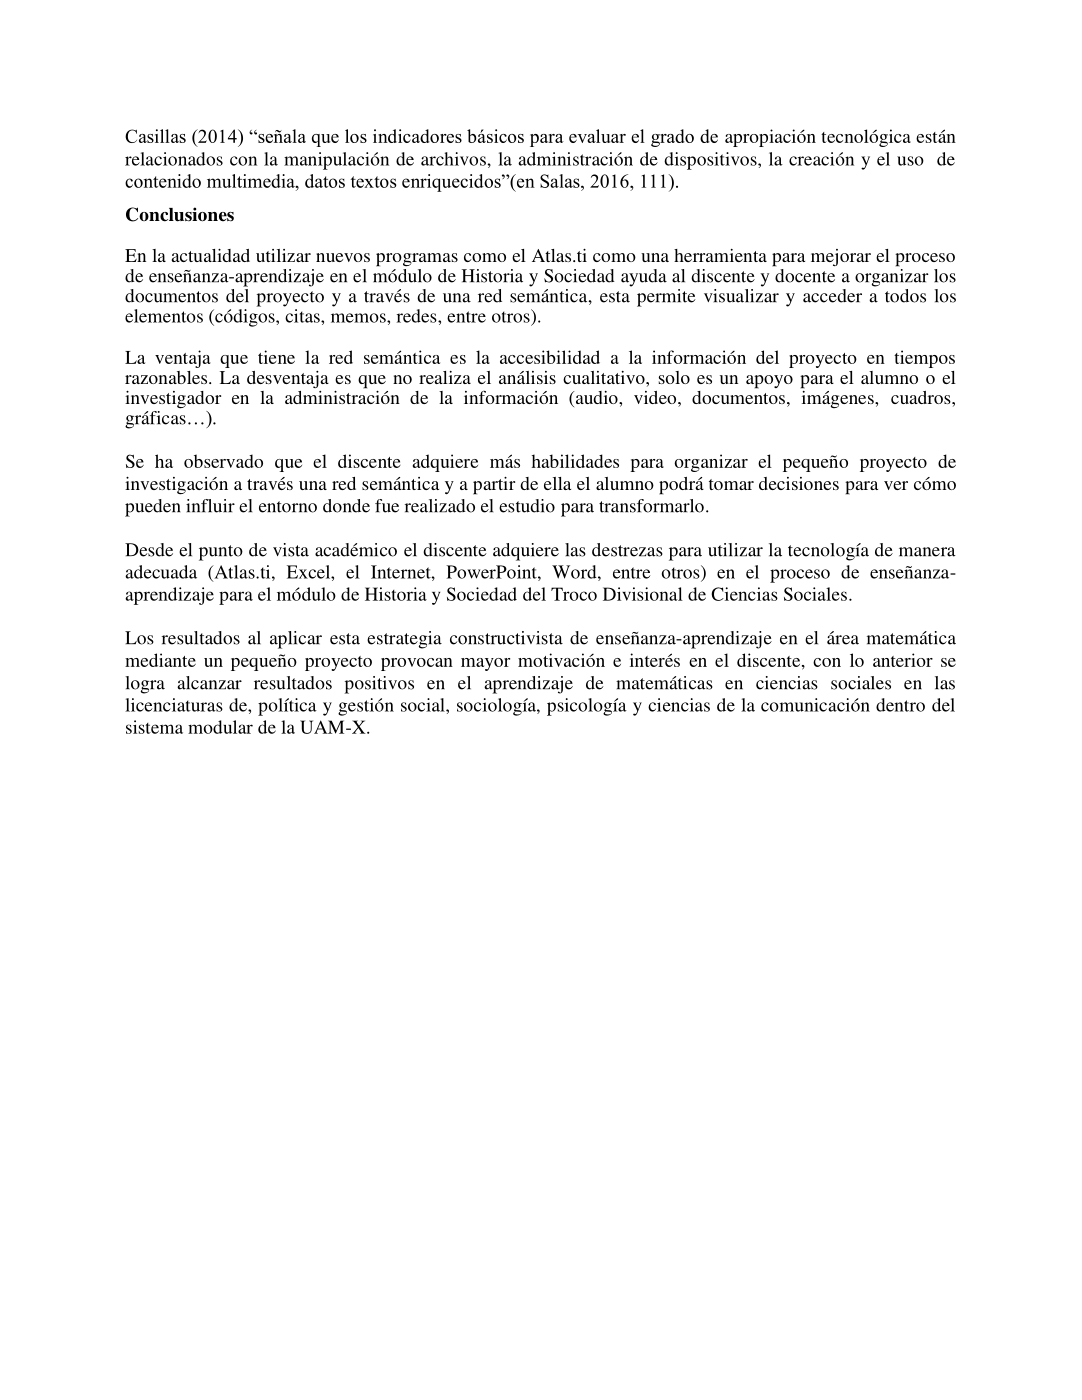 Casillas (2014) “señala que los indicadores básicos para evaluar el grado de apropiación tecnológica están
relacionados con la manipulación de archivos, la administración de dispositivos, la creación y el uso  de
contenido multimedia, datos textos enriquecidos”(en Salas, 2016, 111).
Conclusiones
En la actualidad utilizar nuevos programas como el Atlas.ti como una herramienta para mejorar el proceso
de enseñanza-aprendizaje en el módulo de Historia y Sociedad ayuda al discente y docente a organizar los
documentos del proyecto y a través de una red semántica, esta permite visualizar y acceder a todos los
elementos (códigos, citas, memos, redes, entre otros).
La ventaja que tiene la red semántica es la accesibilidad a la información del proyecto en tiempos
razonables. La desventaja es que no realiza el análisis cualitativo, solo es un apoyo para el alumno o el
investigador en la administración de la información (audio, video, documentos, imágenes, cuadros,
gráficas…).
Se ha observado que el discente adquiere más habilidades para organizar el pequeño proyecto de
investigación a través una red semántica y a partir de ella el alumno podrá tomar decisiones para ver cómo
pueden influir el entorno donde fue realizado el estudio para transformarlo.
Desde el punto de vista académico el discente adquiere las destrezas para utilizar la tecnología de manera
adecuada (Atlas.ti, Excel, el Internet, PowerPoint, Word, entre otros) en el proceso de enseñanza-
aprendizaje para el módulo de Historia y Sociedad del Troco Divisional de Ciencias Sociales.
Los resultados al aplicar esta estrategia constructivista de enseñanza-aprendizaje en el área matemática
mediante un pequeño proyecto provocan mayor motivación e interés en el discente, con lo anterior se
logra alcanzar resultados positivos en el aprendizaje de matemáticas en ciencias sociales en las
licenciaturas de, política y gestión social, sociología, psicología y ciencias de la comunicación dentro del
sistema modular de la UAM-X.